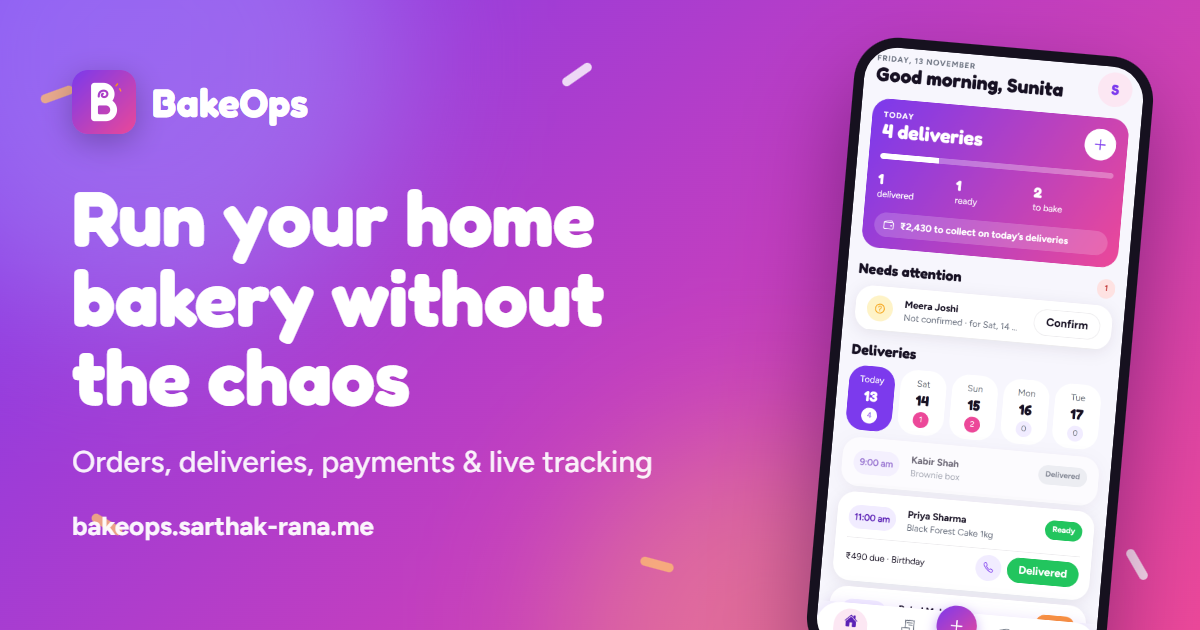 BakeOps
Run your home
bakery without
the chaos
Orders, deliveries, payments & live tracking
bakeops.sarthak-rana.me
FRIDAY, 13 NOVEMBER
Good morning, Sunita
S
TODAY
4 deliveries
1
delivered
1
ready
2
to bake
₹2,430 to collect on today's deliveries
Needs attention
1
Meera Joshi
Not confirmed · for Sat, 14 ...
Confirm
Deliveries
Today
13
4
Sat
14
1
Sun
15
2
Mon
16
0
Tue
17
0
9:00 am
Kabir Shah
Brownie box
Delivered
11:00 am
Priya Sharma
Black Forest Cake 1kg
Ready
₹490 due · Birthday
Delivered